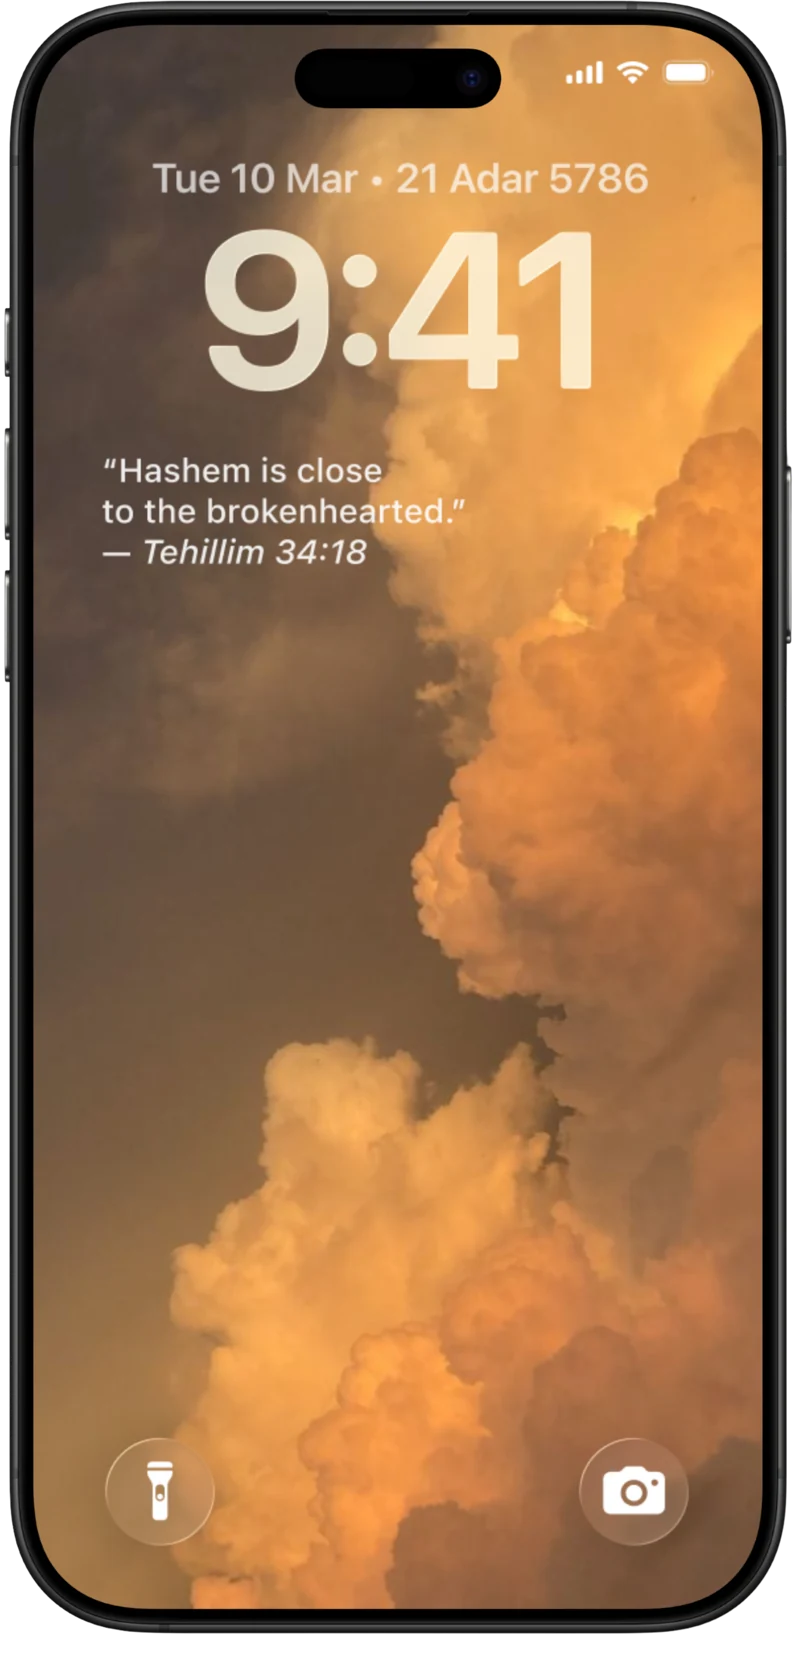 Tue 10 Mar • 21 Adar 5786
9:41
“Hashem is close
to the brokenhearted.”
— Tehillim 34:18